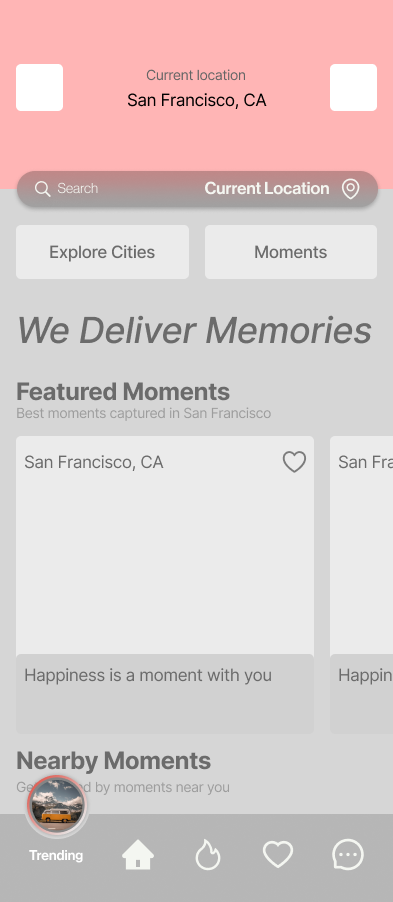 Current location
San Francisco, CA
Search
Current Location
Explore Cities
Moments
We Deliver Memories
Featured Moments
Best moments captured in San Francisco
San Francisco, CA
San Fra
Happiness is a moment with you
Happin
Nearby Moments
by moments near you
Trending